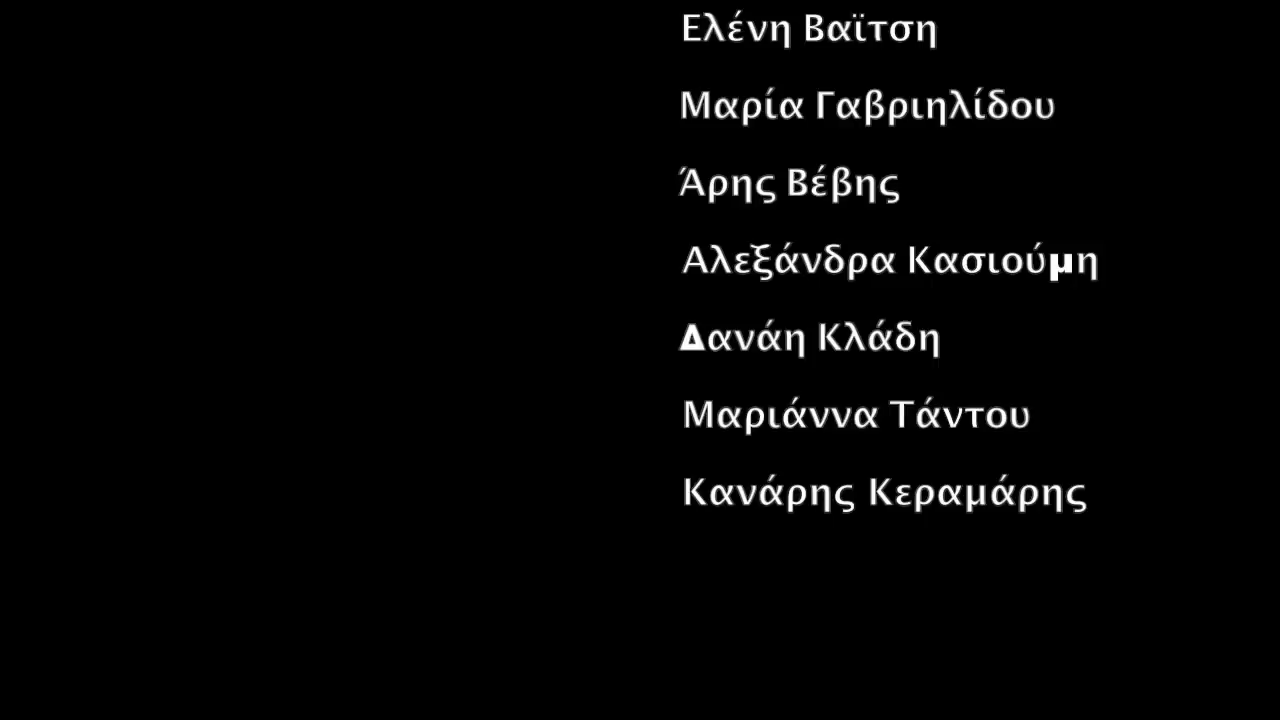 Ελένη Βαϊτση
Μαρία Γαβριηλίδου
Άρης Βέβης
Αλεξάνδρα Κασιούμη
Δανάη Κλάδη
Μαριάννα Τάντου
Κανάρης Κεραμάρης